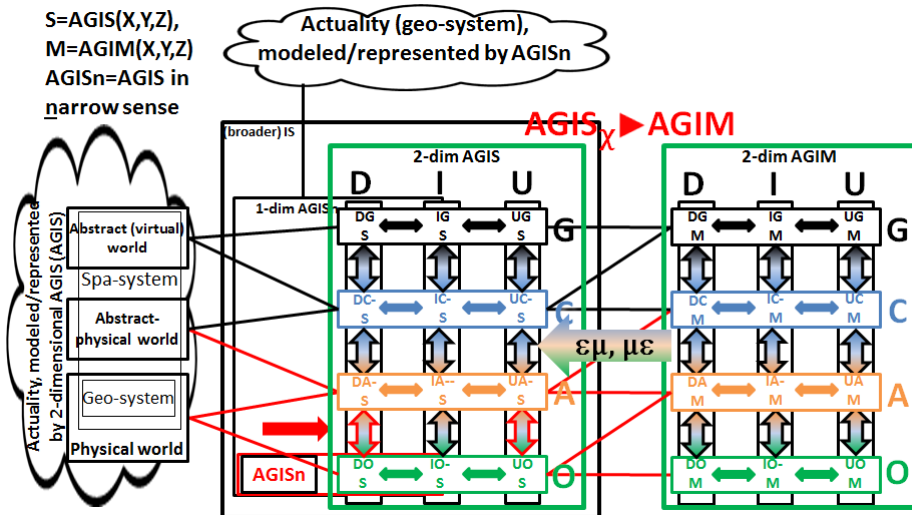 S=AGIS(X,Y,Z),
M=AGIM(X,Y,Z)
AGISn=AGIS in
narrow sense
Actuality (geo-system),
modeled/represented by AGISn
(broader) IS
AGISχ►AGIM
2-dim AGIS
2-dim AGIM
D I U
D I U
1-dim AGISn
Actuality, modeled/represented
by 2-dimensional AGIS (AGIS)
Abstract (virtual)
world
Spa-system
Abstract-
physical world
Geo-system
Physical world
DG IG UG
S S S
G
DG IG UG
M M M
G
DC- IC- UC-
S S S
C
DC IC- UC
M M M
C
εμ, με
DA- IA-- UA-
S S S
A
DA IA- UA
M M M
A
AGISn
DO IO- UO
S S S
O
DO IO- UO
M M M
O